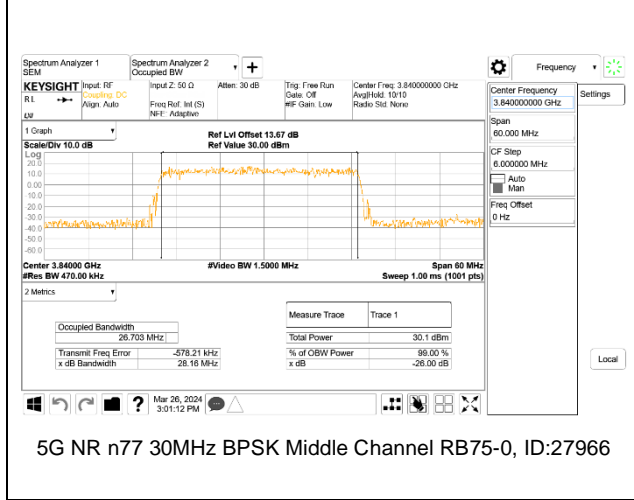 Spectrum Analyzer 1
SEM
Spectrum Analyzer 2
Occupied BW
+
Frequency
KEYSIGHT
RL
Input: RF
Coupling: DC
Align: Auto
Input Z: 50 Ω
Freq Ref: Int (S)
NFE: Adaptive
Atten: 30 dB
Trig: Free Run
Gate: Off
#IF Gain: Low
Center Freq: 3.840000000 GHz
Avg|Hold: 10/10
Radio Std: None
Center Frequency
3.840000000 GHz
Settings
Span
60.000 MHz
CF Step
6.000000 MHz
Auto
Man
Freq Offset
0 Hz
Local
1 Graph
Scale/Div 10.0 dB
Ref Lvl Offset 13.67 dB
Ref Value 30.00 dBm
Log
20.0
10.0
0.00
-10.0
-20.0
-30.0
-40.0
-50.0
-60.0
Center 3.84000 GHz
#Res BW 470.00 kHz
#Video BW 1.5000 MHz
Span 60 MHz
Sweep 1.00 ms (1001 pts)
2 Metrics
Measure Trace Trace 1
Occupied Bandwidth
26.703 MHz
Total Power 30.1 dBm
Transmit Freq Error -578.21 kHz
% of OBW Power 99.00 %
x dB Bandwidth 28.16 MHz
x dB -26.00 dB
?
Mar 26, 2024
3:01:12 PM
5G NR n77 30MHz BPSK Middle Channel RB75-0, ID:27966